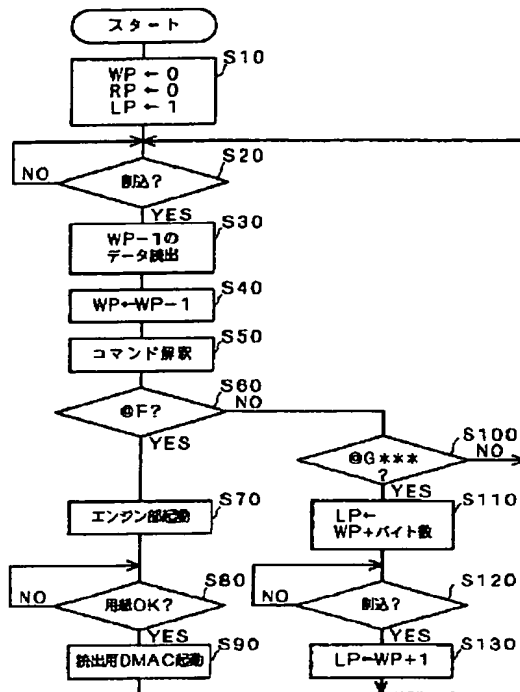 スタート
S10
WP ← 0
RP ← 0
LP ← 1
S20
割込?
NO
YES
S30
WP-1の
データ読出
S40
WP←WP-1
S50
コマンド解釈
S60
@F?
NO
YES
S100
@G***
?
NO
YES
S70
エンジン部起動
S110
LP←
WP+バイト数
S80
用紙OK?
NO
YES
S120
割込?
NO
YES
S90
読出用DMAC起動
S130
LP←WP+1